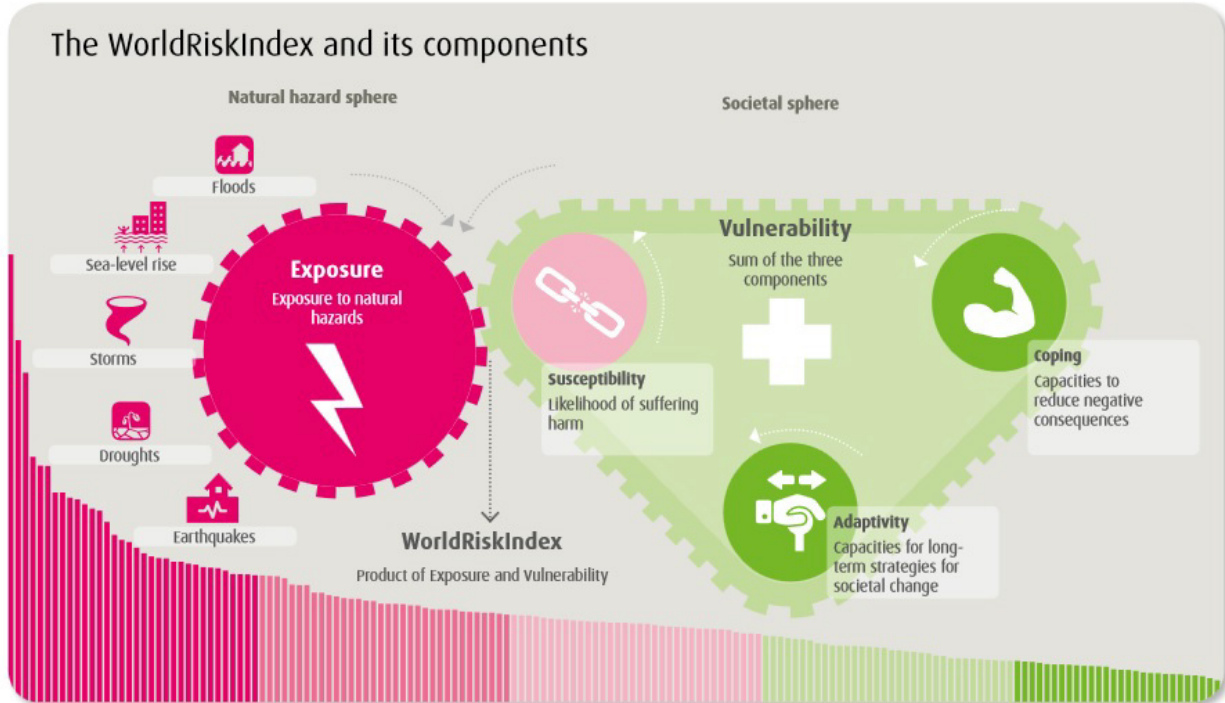 The WorldRiskIndex and its components
Natural hazard sphere
Societal sphere
Floods
Sea-level rise
Storms
Droughts
Earthquakes
Exposure
Exposure to natural
hazards
Vulnerability
Sum of the three
components
Susceptibility
Likelihood of suffering
harm
Coping
Capacities to
reduce negative
consequences
Adaptivity
Capacities for long-
term strategies for
societal change
WorldRiskIndex
Product of Exposure and Vulnerability